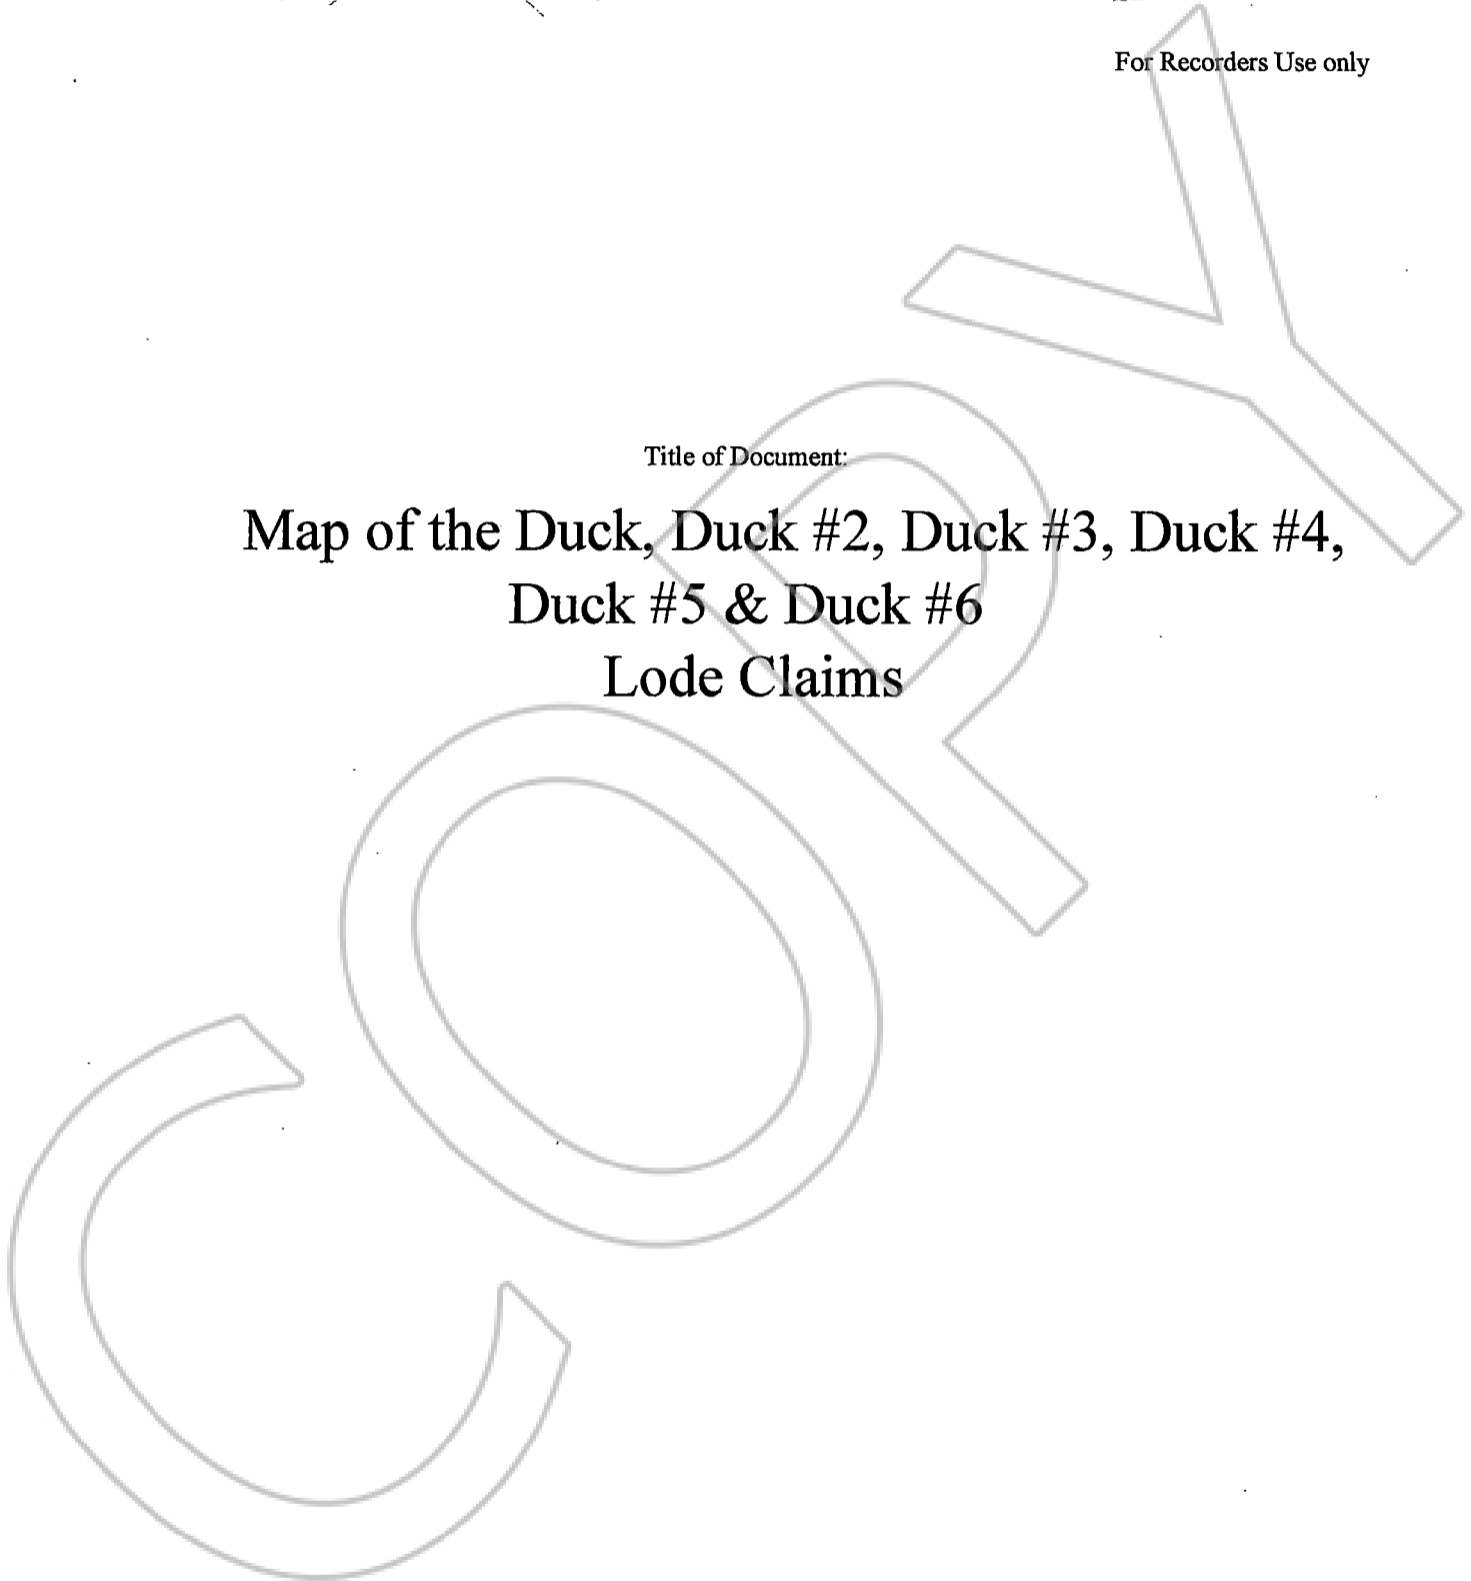 For Recorders Use only
Title of Document:
Map of the Duck, Duck #2, Duck #3, Duck #4,
Duck #5 & Duck #6
Lode Claims
COPY